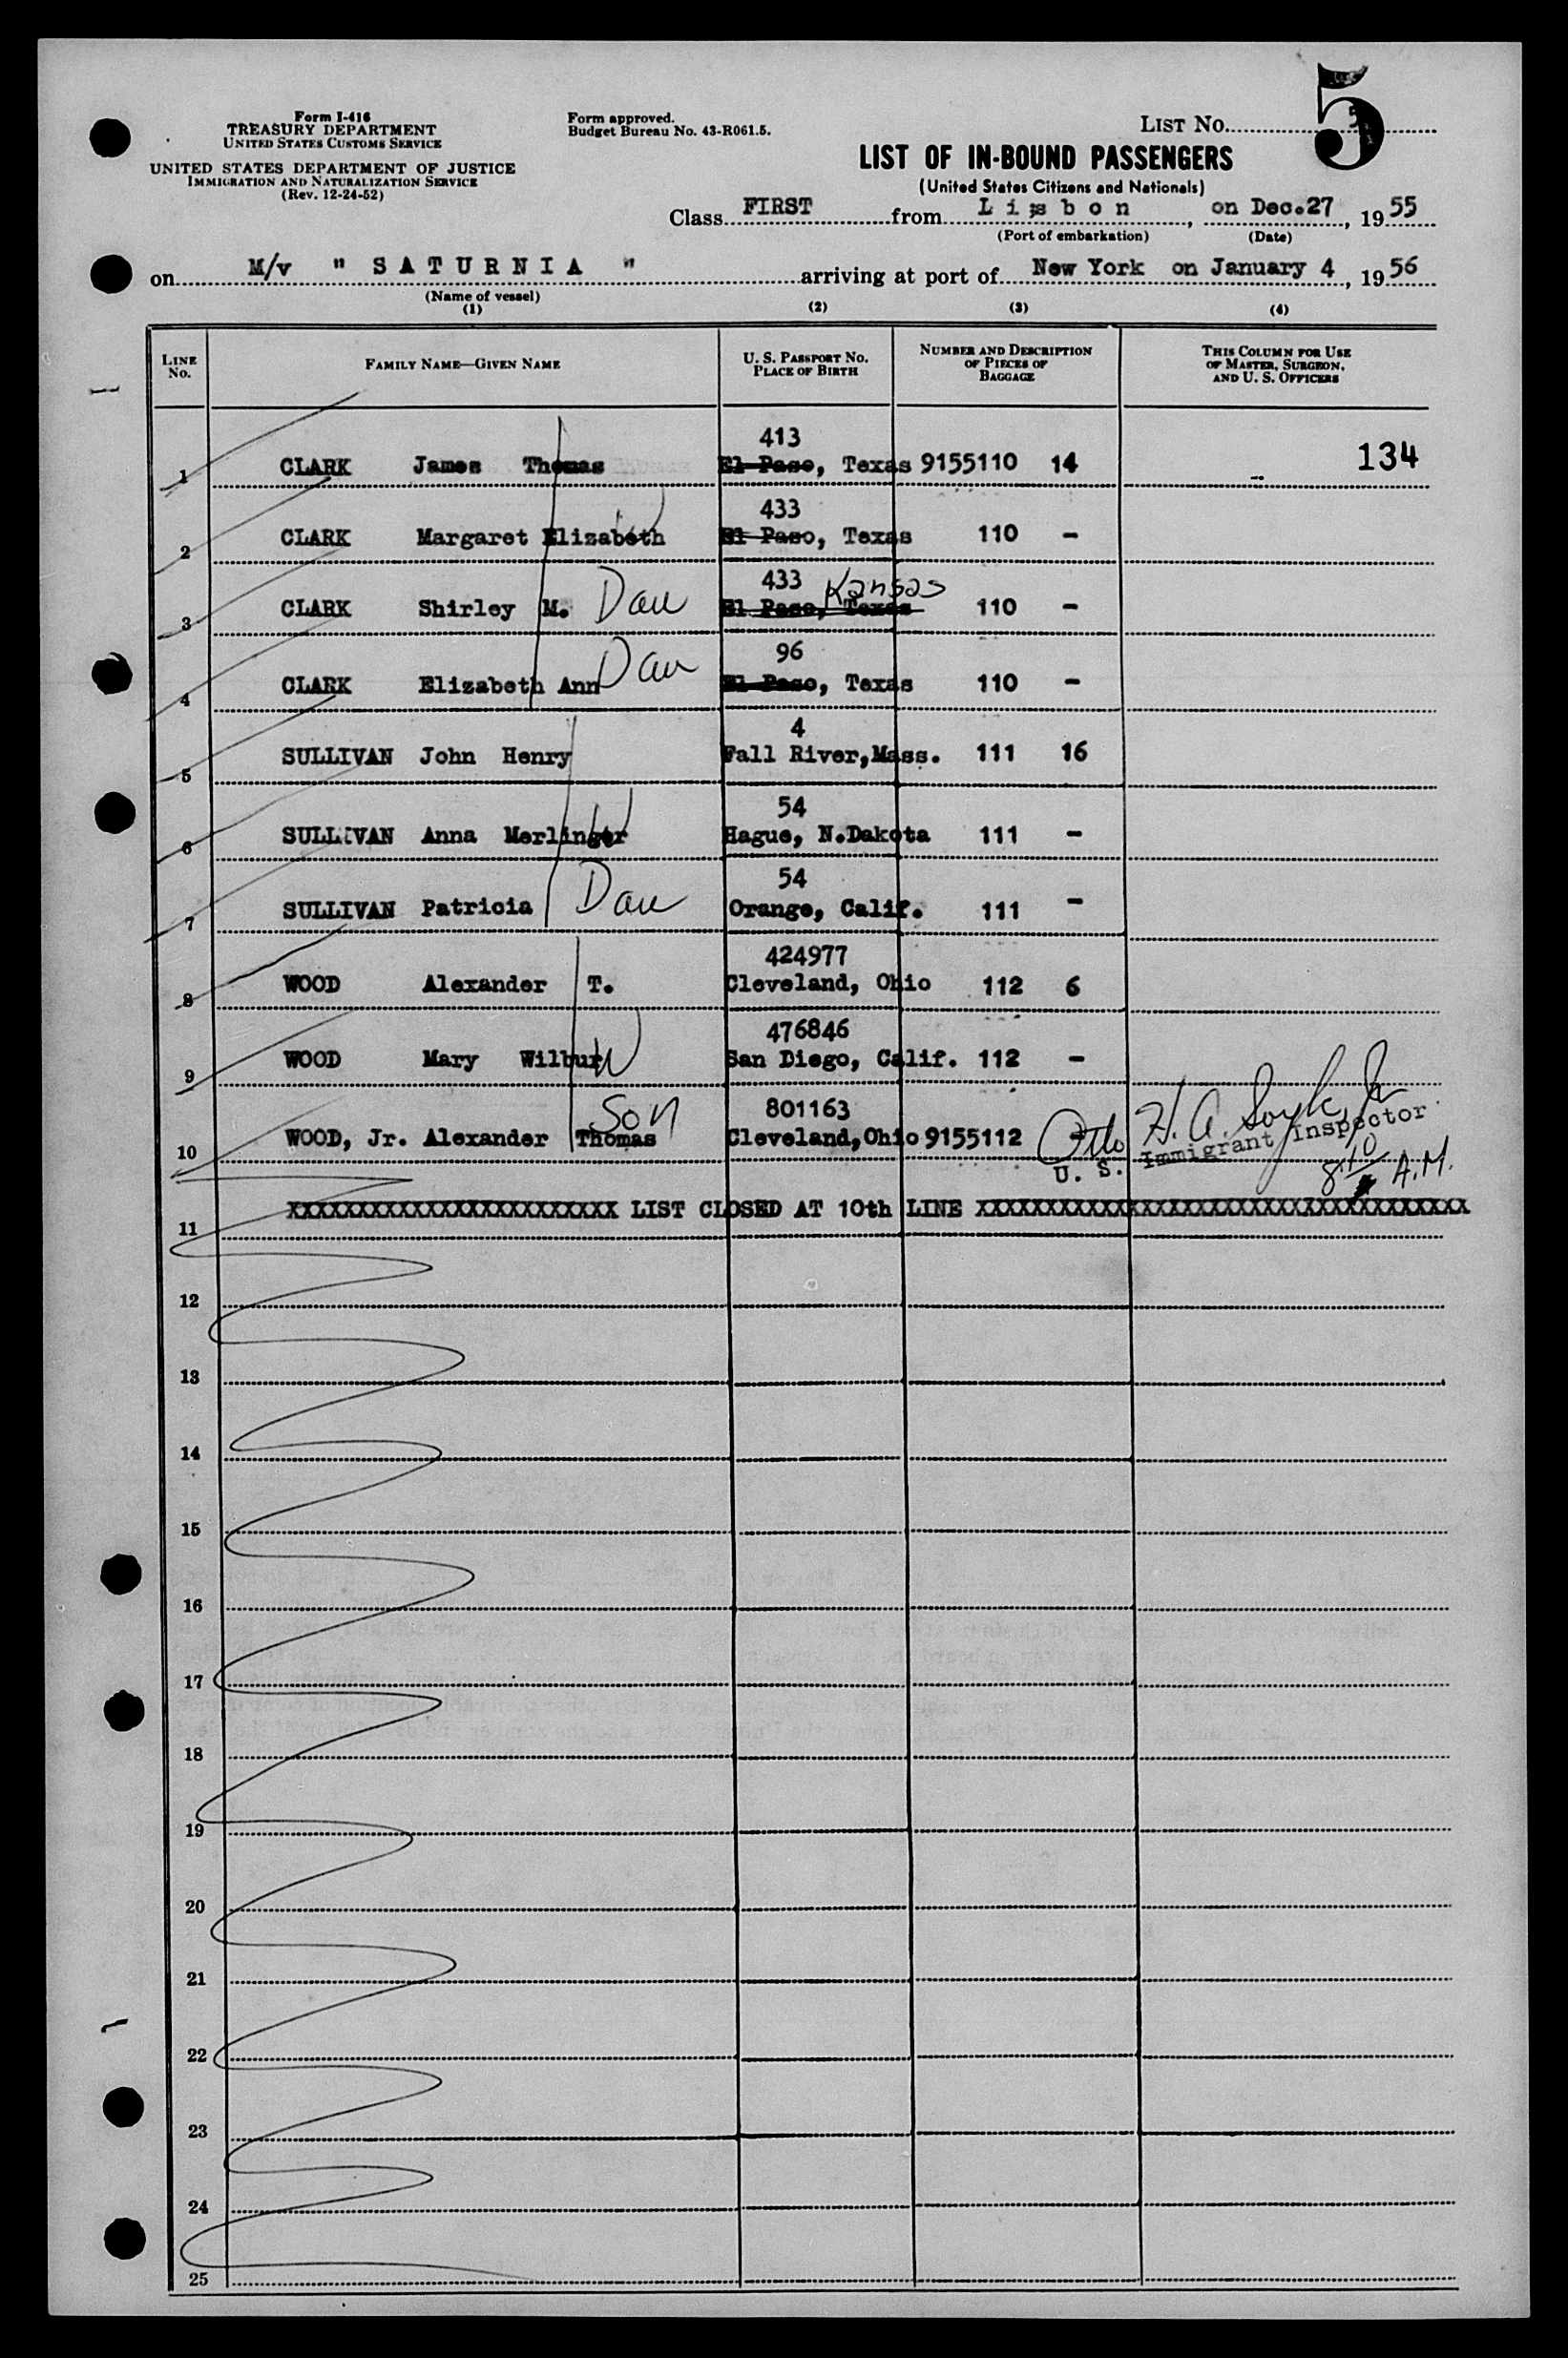 5
Form I-416
TREASURY DEPARTMENT
UNITED STATES CUSTOMS SERVICE
UNITED STATES DEPARTMENT OF JUSTICE
IMMIGRATION AND NATURALIZATION SERVICE
(Rev. 12-24-52)
Form approved.
Budget Bureau No. 43-R061.5.
LIST No. 5
LIST OF IN-BOUND PASSENGERS
(United States Citizens and Nationals)
Class FIRST from Lisbon, on Dec.27, 1955
(Port of embarkation) (Date)
on M/v " SATURNIA " arriving at port of New York on January 4, 1956
(Name of vessel)
(1) (2) (3) (4)
LINE No. FAMILY NAME—GIVEN NAME U. S. PASSPORT No. PLACE OF BIRTH NUMBER AND DESCRIPTION OF PIECES OF BAGGAGE THIS COLUMN FOR USE OF MASTER, SURGEON, AND U. S. OFFICERS
413
1 CLARK James Thomas El Paso, Texas 9155110 14 134
433
2 CLARK Margaret Elizabeth W El Paso, Texas 110 -
433 Kansas
3 CLARK Shirley M. Dau El Paso, Texas 110 -
96
4 CLARK Elizabeth Ann Dau El Paso, Texas 110 -
4
5 SULLIVAN John Henry Fall River,Mass. 111 16
54
6 SULLIVAN Anna Merlinger W Hague, N.Dakota 111 -
54
7 SULLIVAN Patricia Dau Orange, Calif. 111 -
424977
8 WOOD Alexander T. Cleveland, Ohio 112 6
476846
9 WOOD Mary Wilbur W San Diego, Calif. 112 -
801163
10 WOOD, Jr. Alexander Thomas Son Cleveland,Ohio 9155112 -
U. S. Immigrant Inspector
8:10 A.M.
11 XXXXXXXXXXXXXXXXXXXXXXXX LIST CLOSED AT 10th LINE XXXXXXXXXXXXXXXXXXXXXXXXXXXXXXXXXXXX
12
13
14
15
16
17
18
19
20
21
22
23
24
25